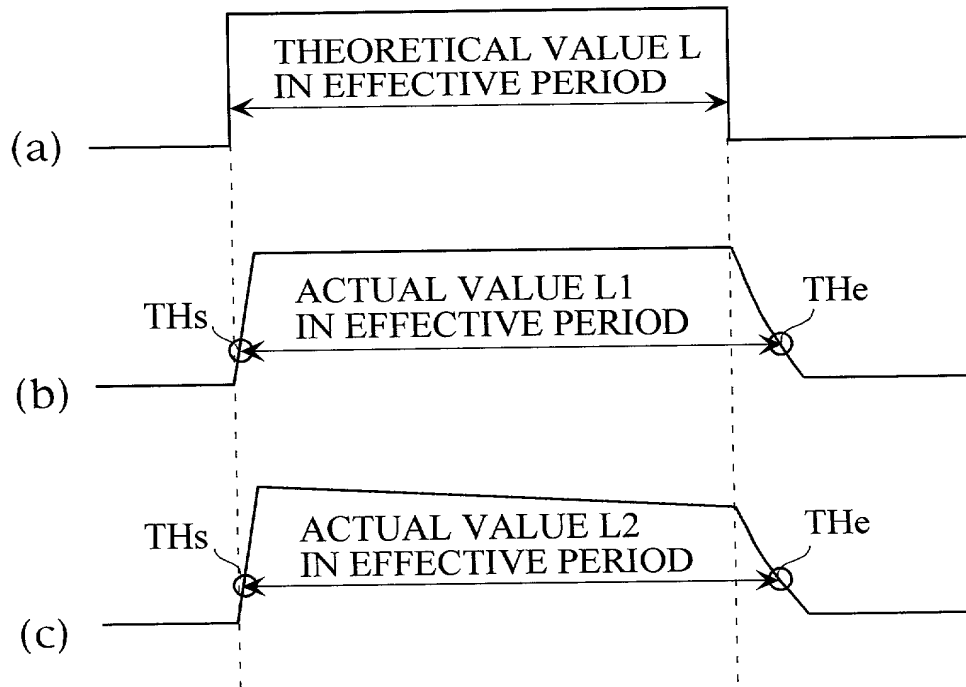 THEORETICAL VALUE L
IN EFFECTIVE PERIOD
(a)
ACTUAL VALUE L1
IN EFFECTIVE PERIOD
THs
THe
(b)
ACTUAL VALUE L2
IN EFFECTIVE PERIOD
THs
THe
(c)